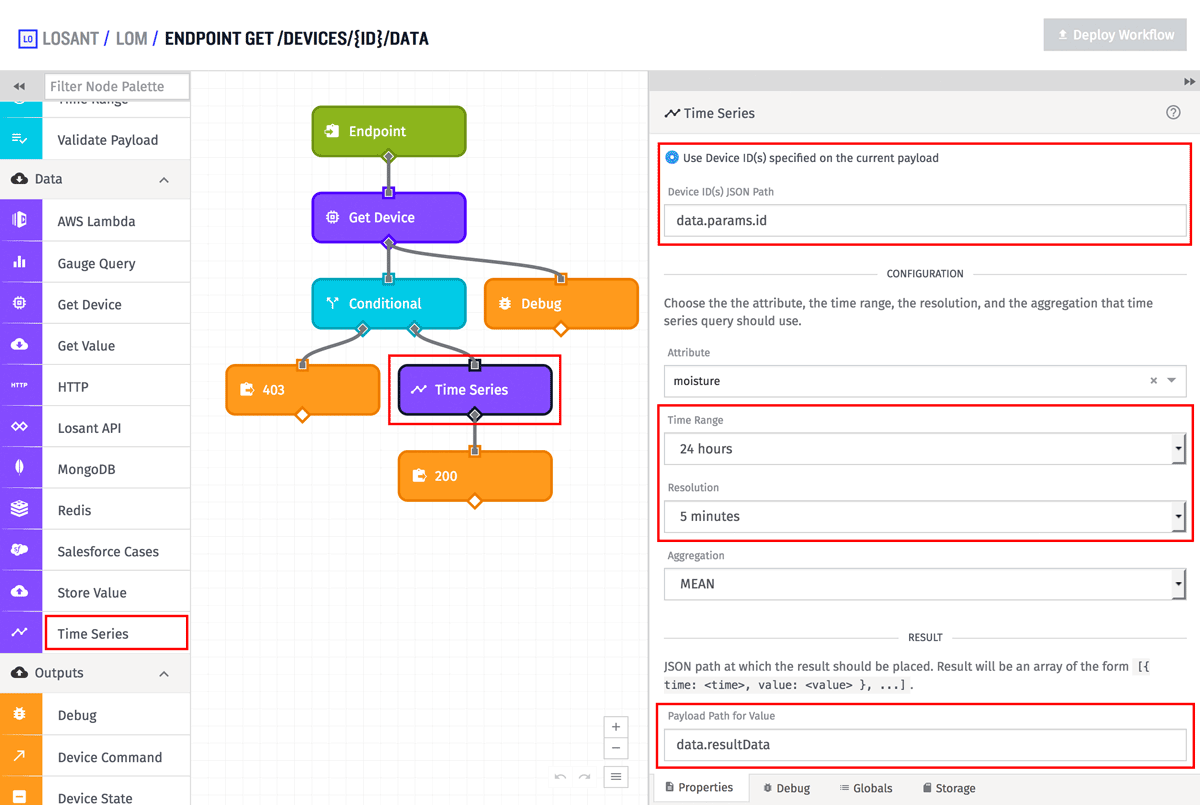 LO LOSANT / LOM / ENDPOINT GET /DEVICES/{ID}/DATA
Deploy Workflow
Filter Node Palette
Time Range
Validate Payload
Data
AWS Lambda
Gauge Query
Get Device
Get Value
HTTP HTTP
Losant API
MongoDB
Redis
Salesforce Cases
Store Value
Time Series
Outputs
Debug
Device Command
Device State
Endpoint
Get Device
Conditional
Debug
403
Time Series
200
Time Series
Use Device ID(s) specified on the current payload
Device ID(s) JSON Path
data.params.id
CONFIGURATION
Choose the the attribute, the time range, the resolution, and the aggregation that time
series query should use.
Attribute
moisture
Time Range
24 hours
Resolution
5 minutes
Aggregation
MEAN
RESULT
JSON path at which the result should be placed. Result will be an array of the form [{
time: <time>, value: <value> }, ...] .
Payload Path for Value
data.resultData
Properties
Debug
Globals
Storage